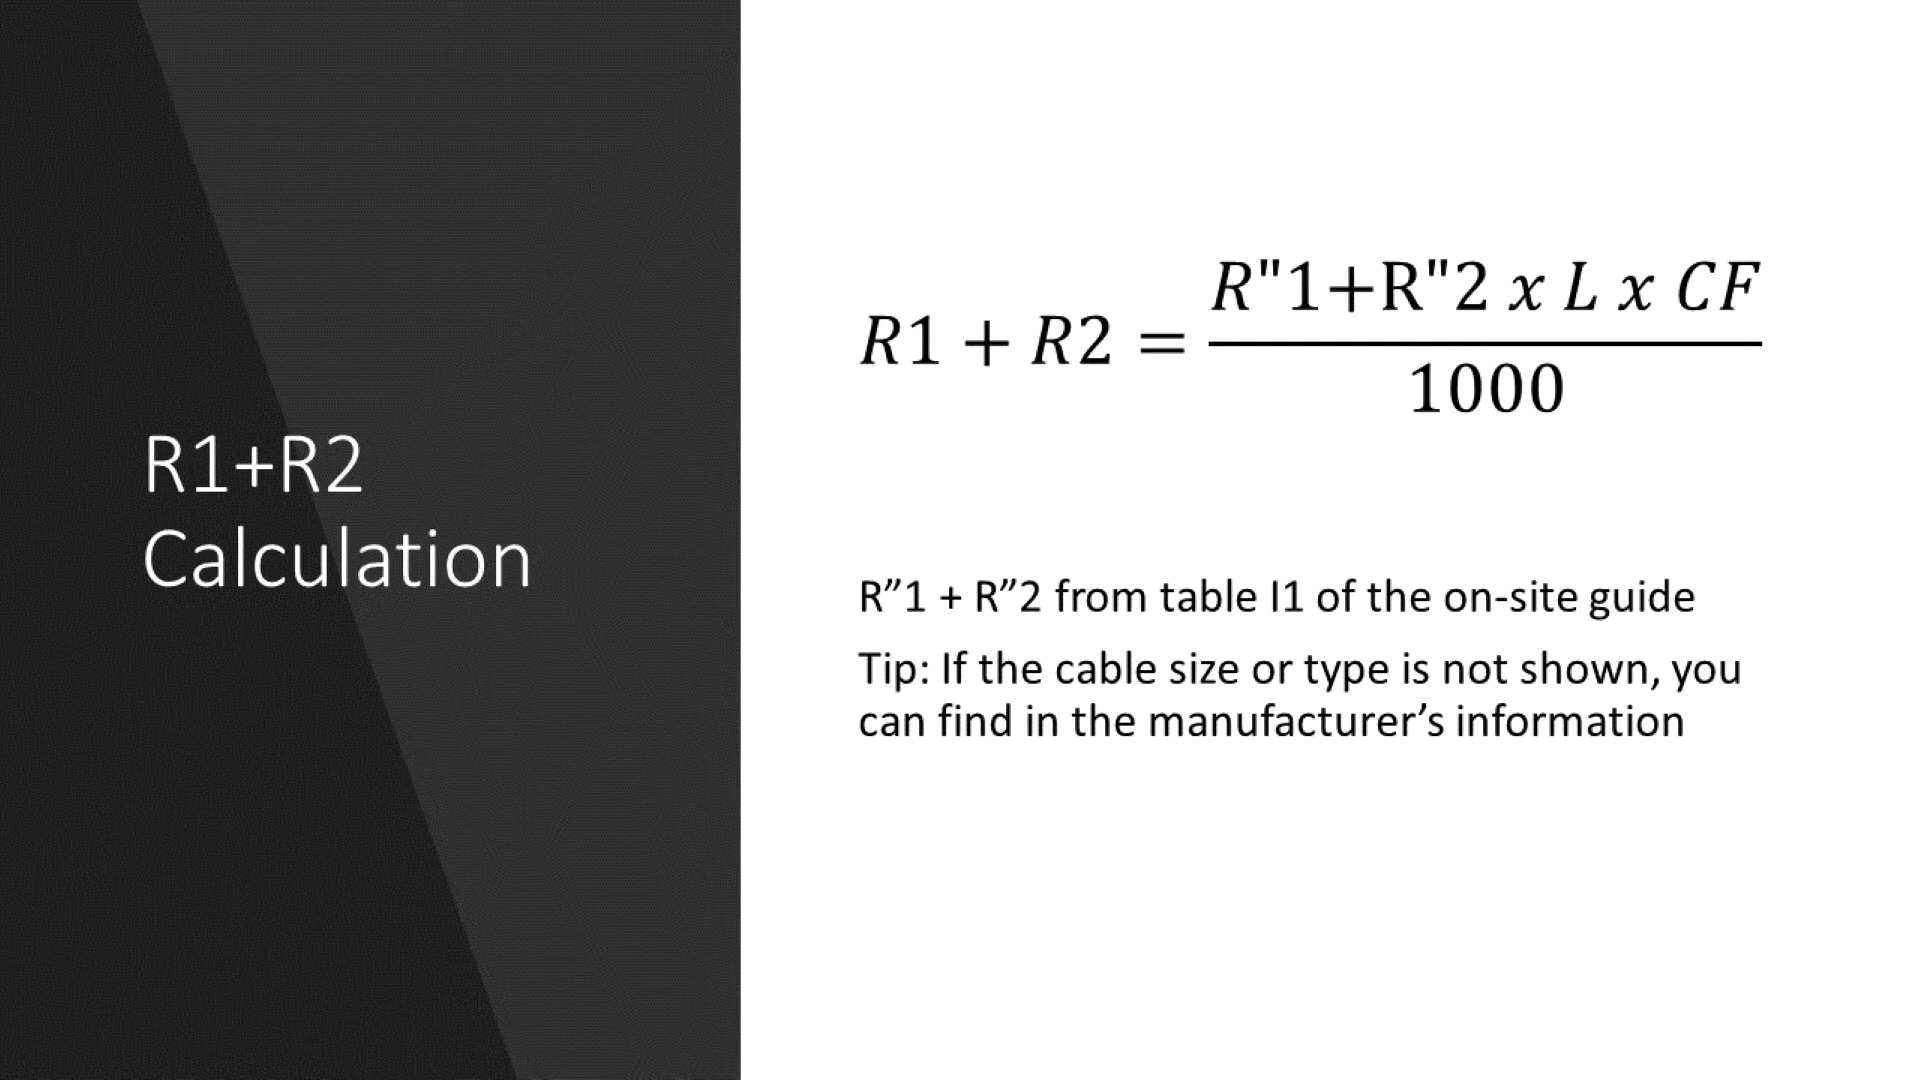 R1+R2
Calculation
R1 + R2 = R"1+R"2 x L x CF
1000
R”1 + R”2 from table I1 of the on-site guide
Tip: If the cable size or type is not shown, you
can find in the manufacturer’s information